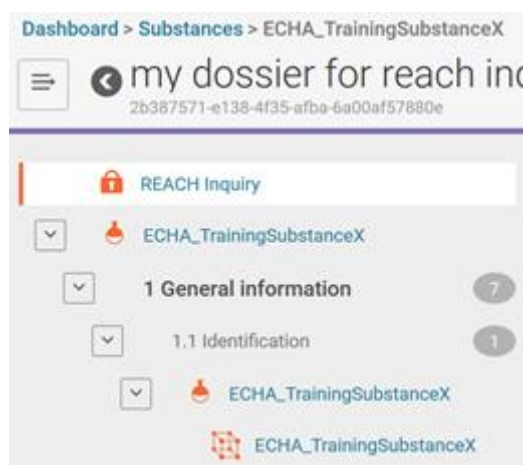 Dashboard > Substances > ECHA_TrainingSubstanceX
my dossier for reach inq
2b387571-e138-4f35-afba-6a00af57880e
REACH Inquiry
ECHA_TrainingSubstanceX
1 General information 7
1.1 Identification 1
ECHA_TrainingSubstanceX
ECHA_TrainingSubstanceX